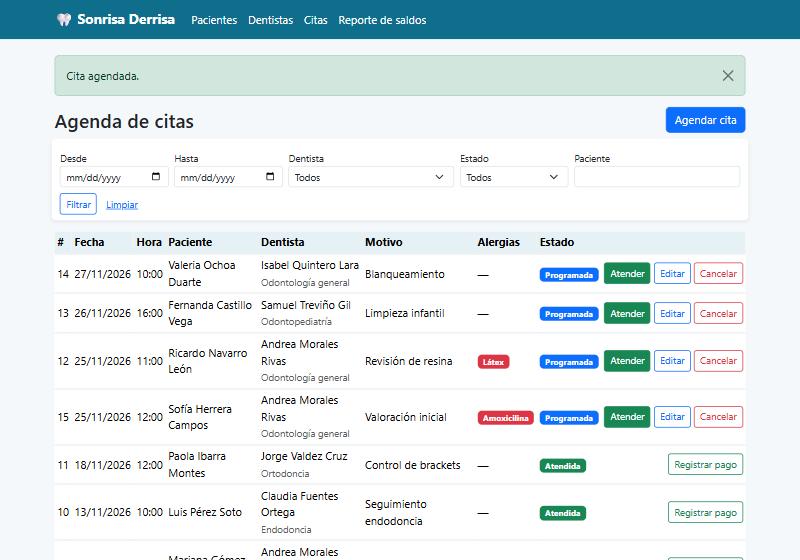 Sonrisa Derrisa Pacientes Dentistas Citas Reporte de saldos
Cita agendada.
Agenda de citas
Agendar cita
Desde Hasta Dentista Estado Paciente
mm/dd/yyyy mm/dd/yyyy Todos Todos
Filtrar Limpiar
# Fecha Hora Paciente Dentista Motivo Alergias Estado
14 27/11/2026 10:00 Valeria Ochoa Duarte Isabel Quintero Lara Odontología general Blanqueamiento — Programada Atender Editar Cancelar
13 26/11/2026 16:00 Fernanda Castillo Vega Samuel Treviño Gil Odontopediatría Limpieza infantil — Programada Atender Editar Cancelar
12 25/11/2026 11:00 Ricardo Navarro León Andrea Morales Rivas Odontología general Revisión de resina Látex Programada Atender Editar Cancelar
15 25/11/2026 12:00 Sofía Herrera Campos Andrea Morales Rivas Odontología general Valoración inicial Amoxicilina Programada Atender Editar Cancelar
11 18/11/2026 12:00 Paola Ibarra Montes Jorge Valdez Cruz Ortodoncia Control de brackets — Atendida Registrar pago
10 13/11/2026 10:00 Luis Pérez Soto Claudia Fuentes Ortega Endodoncia Seguimiento endodoncia — Atendida Registrar pago
Mariana Gómez Andrea Morales